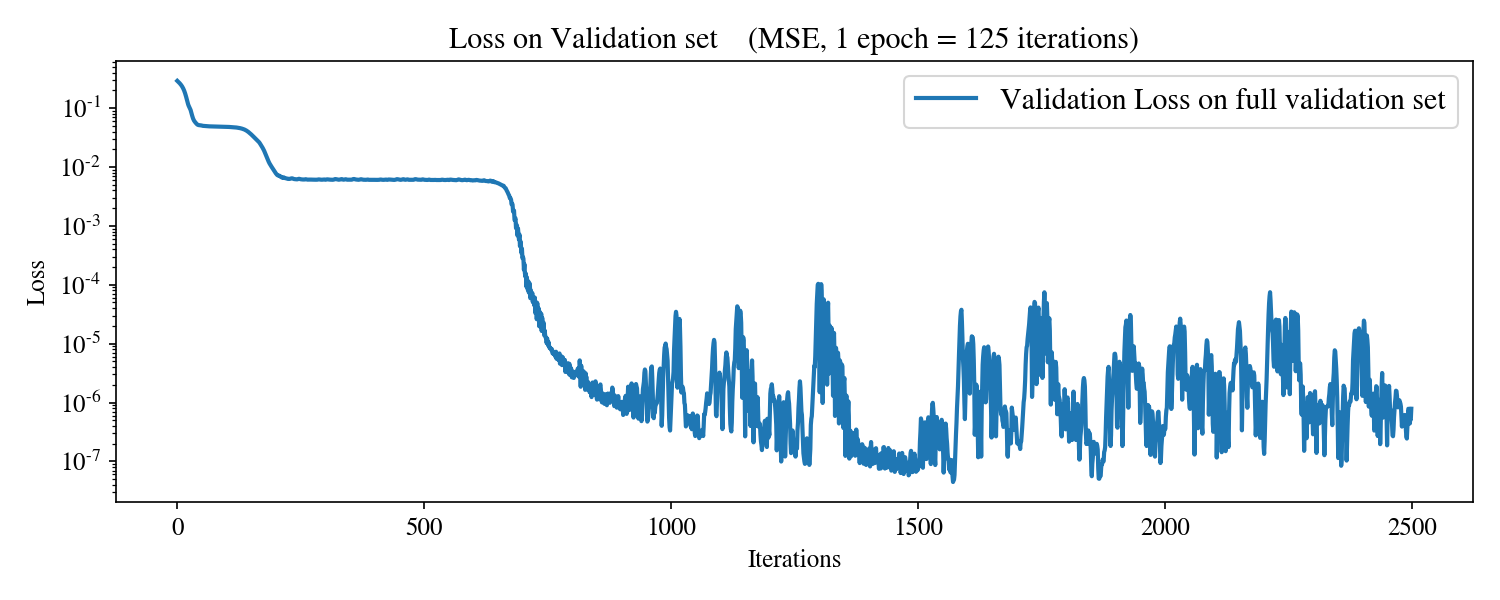 Loss on Validation set (MSE, 1 epoch = 125 iterations)
Validation Loss on full validation set
Loss
10⁻¹
10⁻²
10⁻³
10⁻⁴
10⁻⁵
10⁻⁶
10⁻⁷
0 500 1000 1500 2000 2500
Iterations